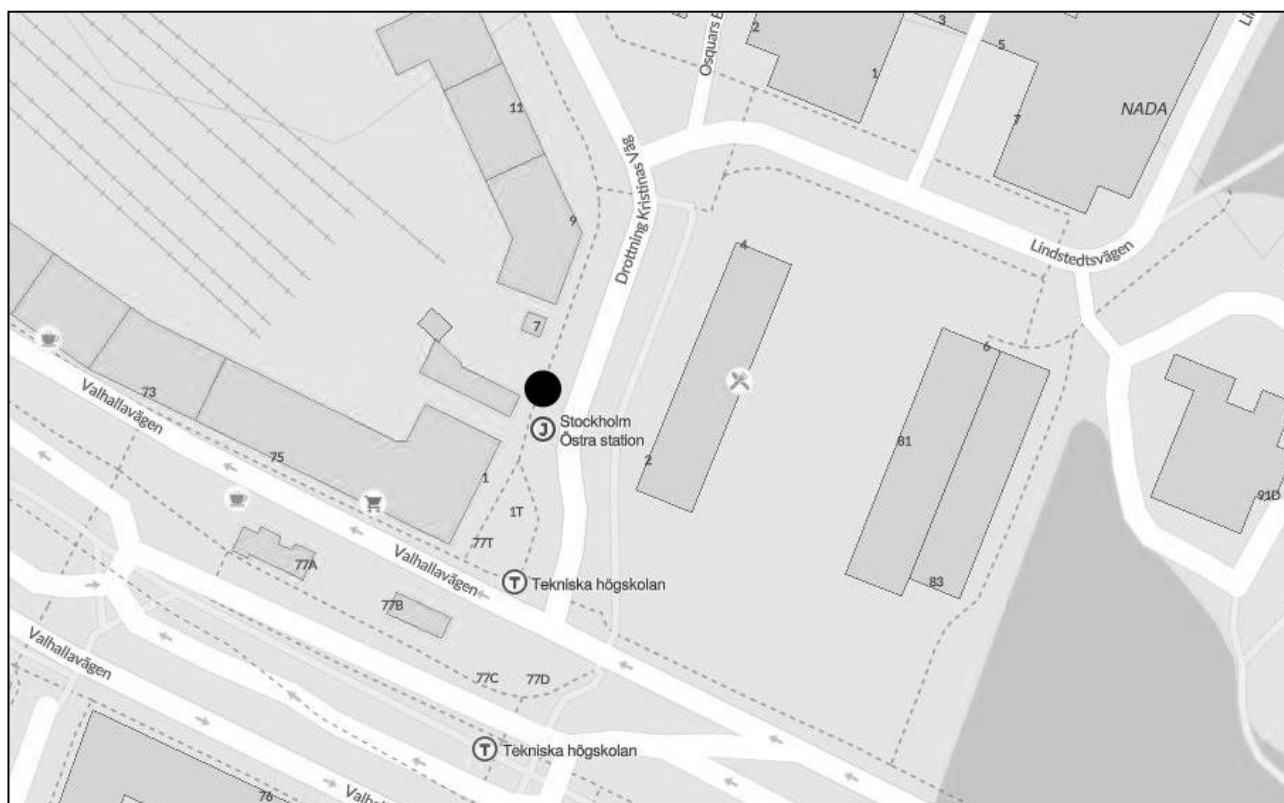 2
3
Osquars B
5
1
11
7
NADA
Drottning Kristinas Väg
9
4
Lindstedtsvägen
7
6
73
Valhallavägen
J
Stockholm
Östra station
81
75
1
2
91D
1T
77T
77A
Valhallavägen
T
Tekniska högskolan
83
77B
Valhallavägen
77C
77D
T
Tekniska högskolan
76